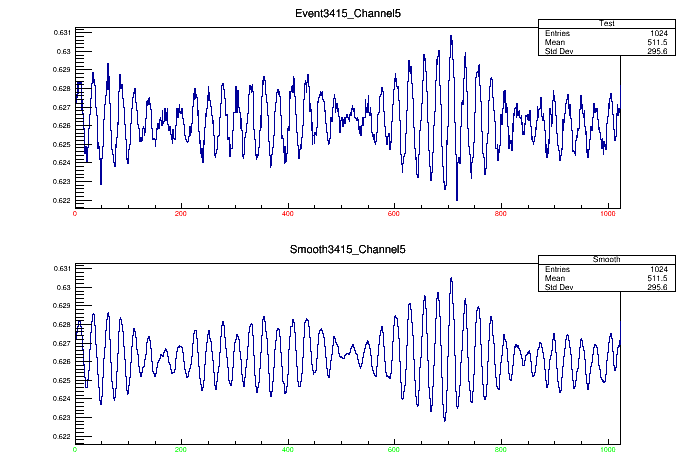 Event3415_Channel5
Test
Entries 1024
Mean 511.5
Std Dev 295.6
0.631
0.63
0.629
0.628
0.627
0.626
0.625
0.624
0.623
0.622
0 200 400 600 800 1000
Smooth3415_Channel5
Smooth
Entries 1024
Mean 511.5
Std Dev 295.6
0.631
0.63
0.629
0.628
0.627
0.626
0.625
0.624
0.623
0.622
0 200 400 600 800 1000